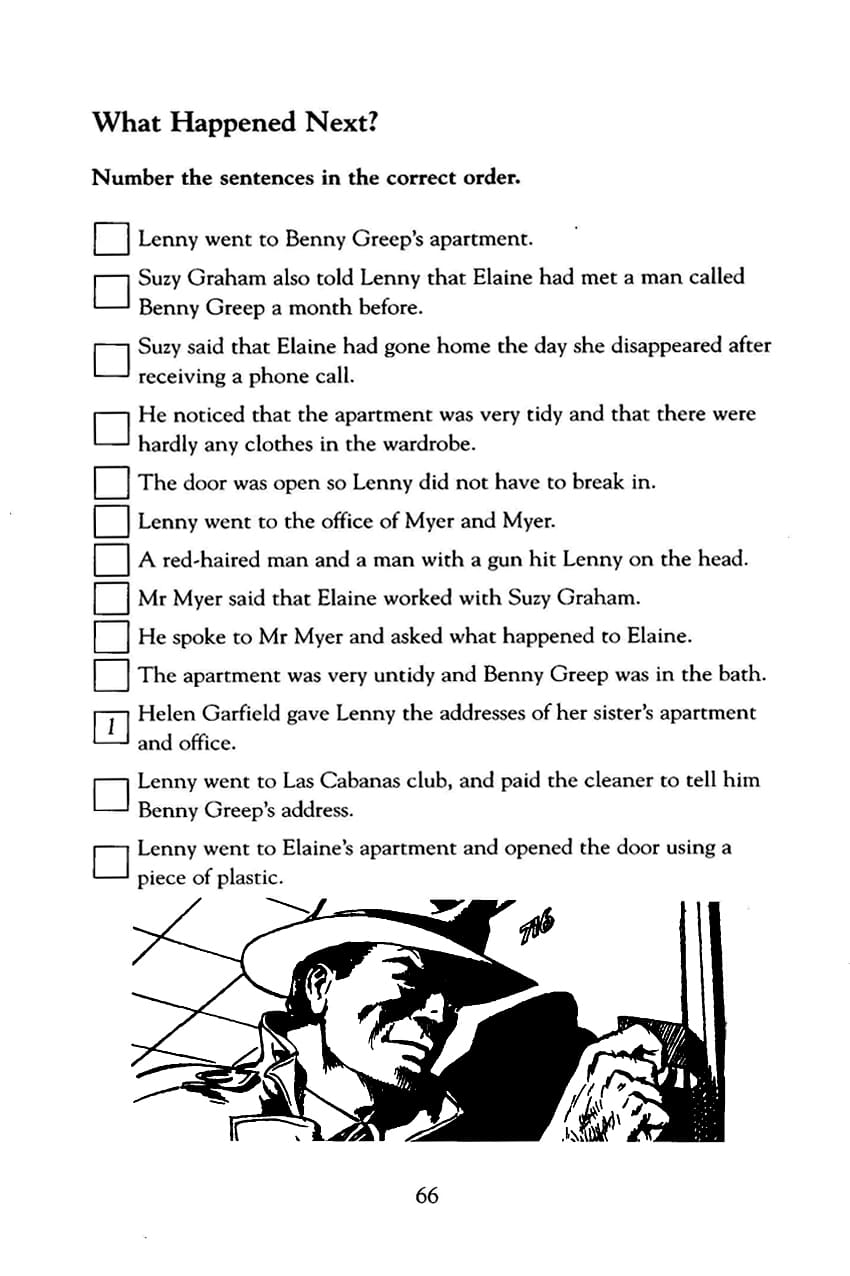 What Happened Next?
Number the sentences in the correct order.
Lenny went to Benny Greep's apartment.
Suzy Graham also told Lenny that Elaine had met a man called
Benny Greep a month before.
Suzy said that Elaine had gone home the day she disappeared after
receiving a phone call.
He noticed that the apartment was very tidy and that there were
hardly any clothes in the wardrobe.
The door was open so Lenny did not have to break in.
Lenny went to the office of Myer and Myer.
A red-haired man and a man with a gun hit Lenny on the head.
Mr Myer said that Elaine worked with Suzy Graham.
He spoke to Mr Myer and asked what happened to Elaine.
The apartment was very untidy and Benny Greep was in the bath.
1 Helen Garfield gave Lenny the addresses of her sister's apartment
and office.
Lenny went to Las Cabanas club, and paid the cleaner to tell him
Benny Greep's address.
Lenny went to Elaine's apartment and opened the door using a
piece of plastic.
716
66